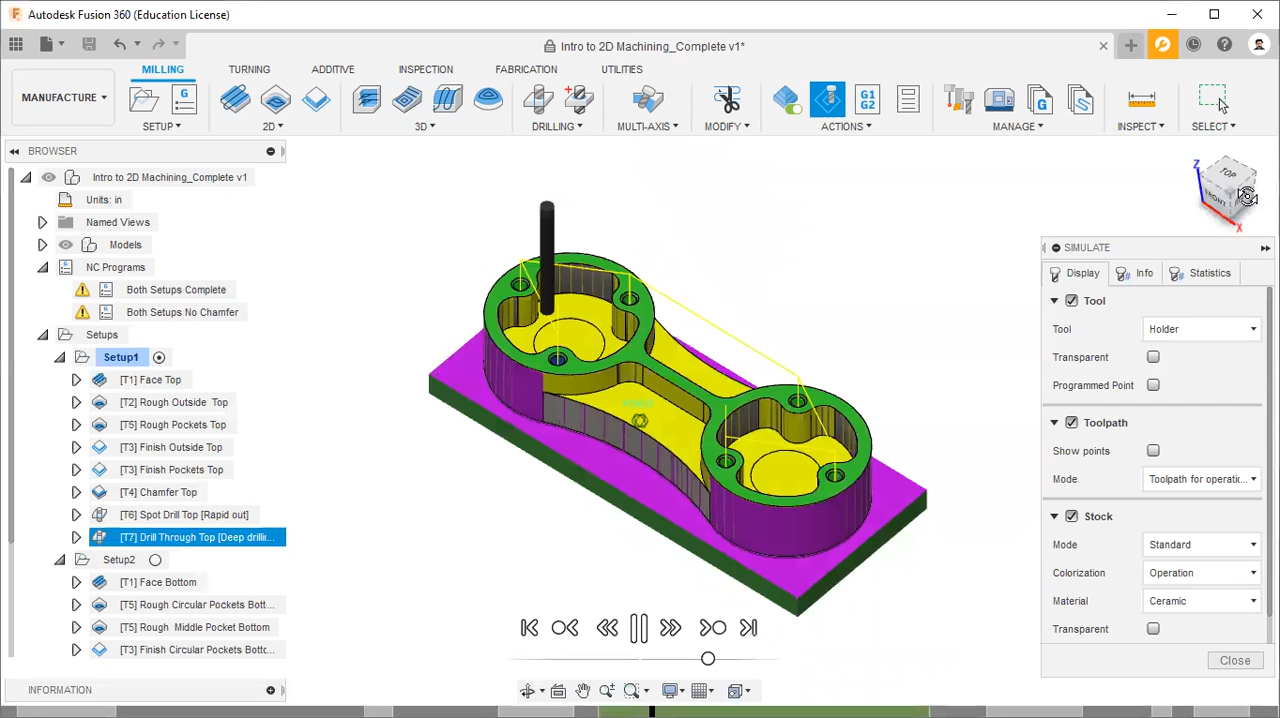 Autodesk Fusion 360 (Education License)
Intro to 2D Machining_Complete v1*
MILLING TURNING ADDITIVE INSPECTION FABRICATION UTILITIES
MANUFACTURE
SETUP 2D 3D DRILLING MULTI-AXIS MODIFY ACTIONS MANAGE INSPECT SELECT
G1
G2
BROWSER
Intro to 2D Machining_Complete v1
Units: in
Named Views
Models
NC Programs
Both Setups Complete
Both Setups No Chamfer
Setups
Setup1
[T1] Face Top
[T2] Rough Outside Top
[T5] Rough Pockets Top
[T3] Finish Outside Top
[T3] Finish Pockets Top
[T4] Chamfer Top
[T6] Spot Drill Top [Rapid out]
[T7] Drill Through Top [Deep drilli...
Setup2
[T1] Face Bottom
[T5] Rough Circular Pockets Bott...
[T5] Rough Middle Pocket Bottom
[T3] Finish Circular Pockets Botto...
INFORMATION
Z
TOP
FRONT
X
SIMULATE
Display Info Statistics
Tool
Tool Holder
Transparent
Programmed Point
Toolpath
Show points
Mode Toolpath for operati...
Stock
Mode Standard
Colorization Operation
Material Ceramic
Transparent
Close